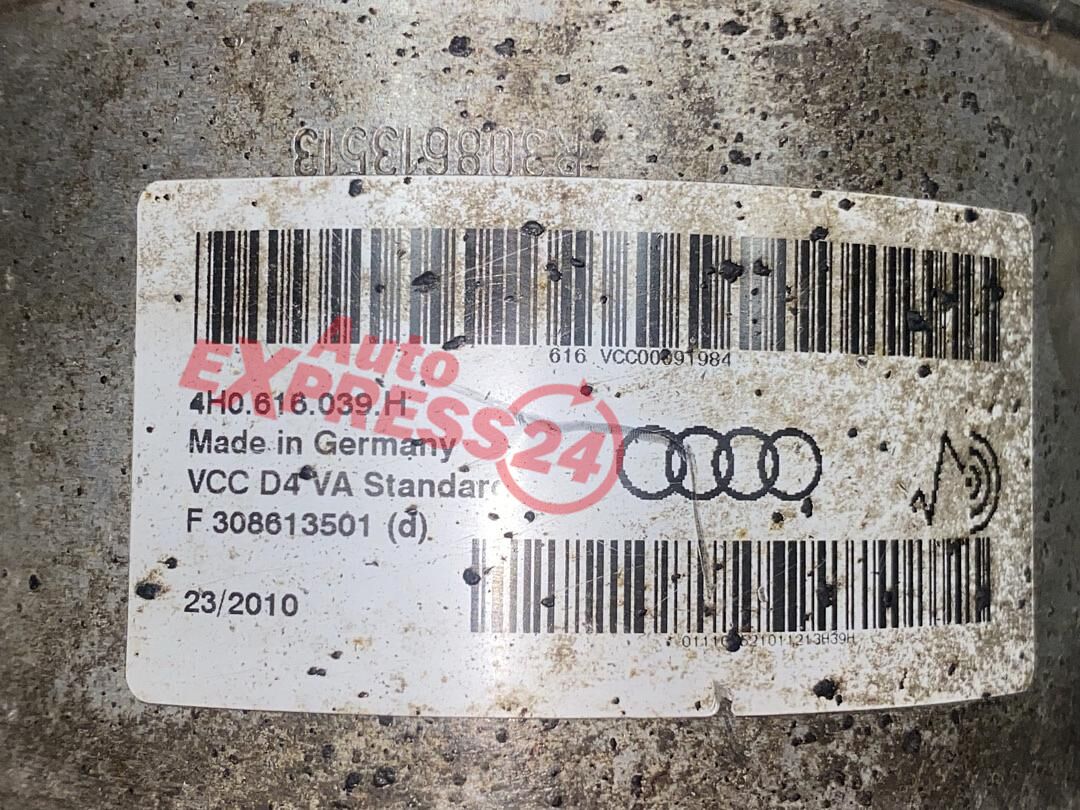 R308613513
616 VCC00091984
Auto
EXPRESS24
4H0.616.039.H
Made in Germany
VCC D4 VA Standard
F 308613501 (d)
23/2010